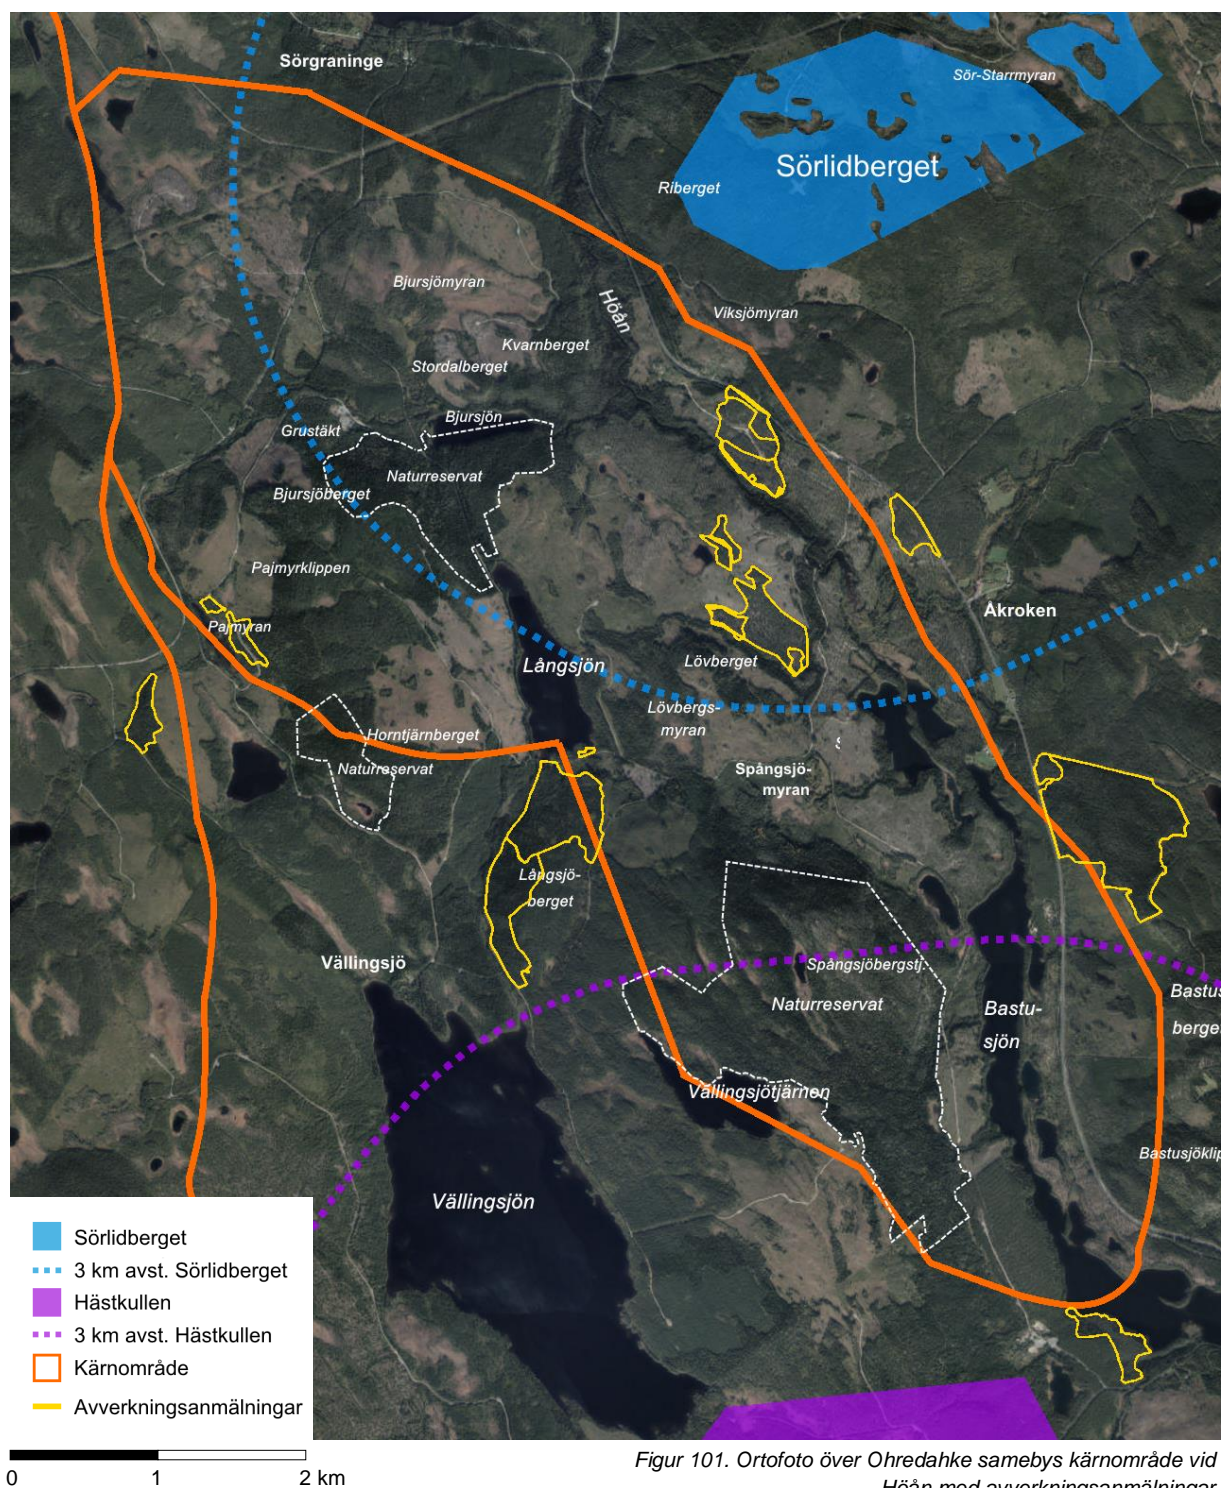 Sörgraninge
Sör-Starrmyran
Sörlidberget
Riberget
Bjursjömyran
Höån
Viksjömyran
Kvarnberget
Stordalberget
Bjursjön
Grustäkt
Naturreservat
Bjursjöberget
Pajmyrklippen
Åkroken
Pajmyran
Långsjön
Lövberget
Lövbergs-
myran
Horntjärnberget
Naturreservat
Spångsjö-
myran
Långsjö-
berget
Vällingsjö
Spångsjöbergstj.
Naturreservat
Bastu-
sjön
Vällingsjötjärnen
Vällingsjön
Sörlidberget
3 km avst. Sörlidberget
Hästkullen
3 km avst. Hästkullen
Kärnområde
Avverkningsanmälningar
0 1 2 km
Figur 101. Ortofoto över Ohredahke samebys kärnområde vid
Höån med avverkningsanmälningar